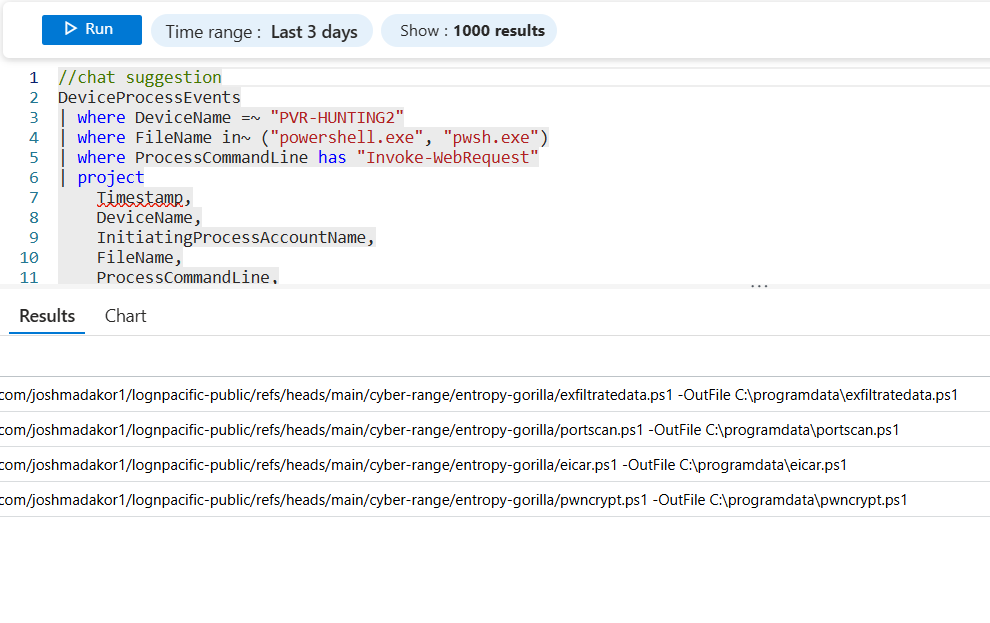 Run Time range : Last 3 days Show : 1000 results
1 //chat suggestion
2 DeviceProcessEvents
3 | where DeviceName =~ "PVR-HUNTING2"
4 | where FileName in~ ("powershell.exe", "pwsh.exe")
5 | where ProcessCommandLine has "Invoke-WebRequest"
6 | project
7 Timestamp,
8 DeviceName,
9 InitiatingProcessAccountName,
10 FileName,
11 ProcessCommandLine,
...
Results Chart
com/joshmadakor1/lognpacific-public/refs/heads/main/cyber-range/entropy-gorilla/exfiltratedata.ps1 -OutFile C:\programdata\exfiltratedata.ps1
com/joshmadakor1/lognpacific-public/refs/heads/main/cyber-range/entropy-gorilla/portscan.ps1 -OutFile C:\programdata\portscan.ps1
com/joshmadakor1/lognpacific-public/refs/heads/main/cyber-range/entropy-gorilla/eicar.ps1 -OutFile C:\programdata\eicar.ps1
com/joshmadakor1/lognpacific-public/refs/heads/main/cyber-range/entropy-gorilla/pwncrypt.ps1 -OutFile C:\programdata\pwncrypt.ps1